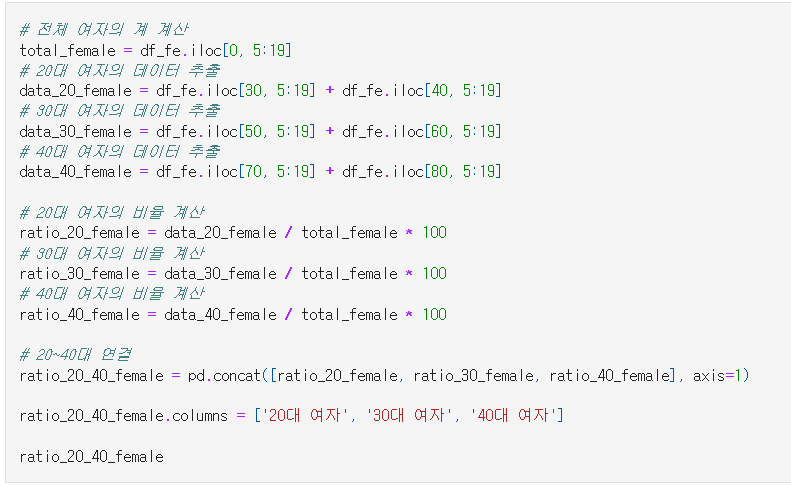 # 전체 여자의 계 계산
total_female = df_fe.iloc[0, 5:19]
# 20대 여자의 데이터 추출
data_20_female = df_fe.iloc[30, 5:19] + df_fe.iloc[40, 5:19]
# 30대 여자의 데이터 추출
data_30_female = df_fe.iloc[50, 5:19] + df_fe.iloc[60, 5:19]
# 40대 여자의 데이터 추출
data_40_female = df_fe.iloc[70, 5:19] + df_fe.iloc[80, 5:19]
# 20대 여자의 비율 계산
ratio_20_female = data_20_female / total_female * 100
# 30대 여자의 비율 계산
ratio_30_female = data_30_female / total_female * 100
# 40대 여자의 비율 계산
ratio_40_female = data_40_female / total_female * 100
# 20~40대 연결
ratio_20_40_female = pd.concat([ratio_20_female, ratio_30_female, ratio_40_female], axis=1)
ratio_20_40_female.columns = ['20대 여자', '30대 여자', '40대 여자']
ratio_20_40_female